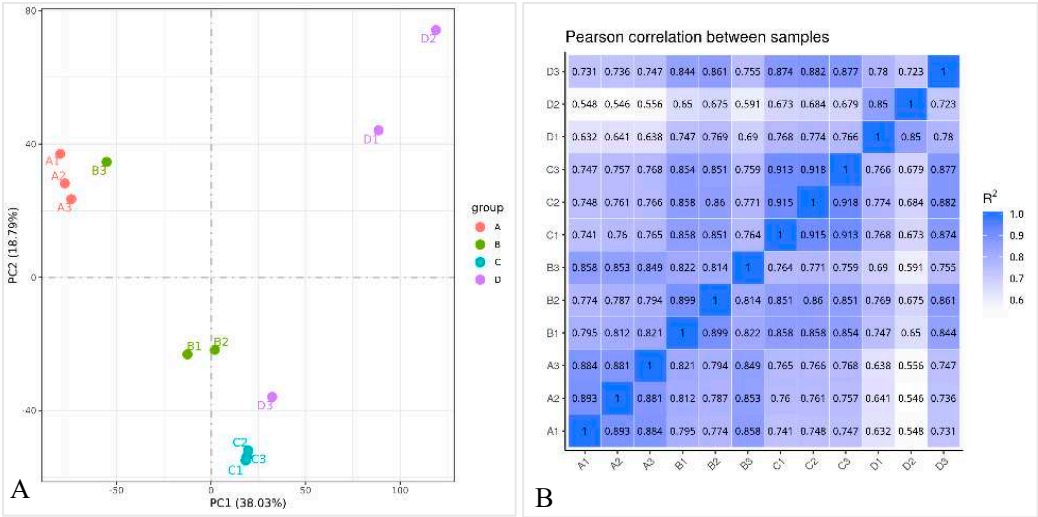 80
40
0
-40
-50
0
50
100
PC2 (18.79%)
PC1 (38.03%)
D2
D1
A1
A2
A3
B3
B1
B2
D3
C2
C3
C1
group
A
B
C
D
A
Pearson correlation between samples
D3 0.731 0.736 0.747 0.844 0.861 0.755 0.874 0.882 0.877 0.78 0.723 1
D2 0.548 0.546 0.556 0.65 0.675 0.591 0.673 0.684 0.679 0.85 1 0.723
D1 0.632 0.641 0.638 0.747 0.769 0.69 0.768 0.774 0.766 1 0.85 0.78
C3 0.747 0.757 0.768 0.854 0.851 0.759 0.913 0.918 1 0.766 0.679 0.877
C2 0.748 0.761 0.766 0.858 0.86 0.771 0.915 1 0.918 0.774 0.684 0.882
C1 0.741 0.76 0.765 0.858 0.851 0.764 1 0.915 0.913 0.768 0.673 0.874
B3 0.858 0.853 0.849 0.822 0.814 1 0.764 0.771 0.759 0.69 0.591 0.755
B2 0.774 0.787 0.794 0.899 1 0.814 0.851 0.86 0.851 0.769 0.675 0.861
B1 0.795 0.812 0.821 1 0.899 0.822 0.858 0.858 0.854 0.747 0.65 0.844
A3 0.884 0.881 1 0.821 0.794 0.849 0.765 0.766 0.768 0.638 0.556 0.747
A2 0.893 1 0.881 0.812 0.787 0.853 0.76 0.761 0.757 0.641 0.546 0.736
A1 1 0.893 0.884 0.795 0.774 0.858 0.741 0.748 0.747 0.632 0.548 0.731
A1 A2 A3 B1 B2 B3 C1 C2 C3 D1 D2 D3
R²
1.0
0.9
0.8
0.7
0.6
B